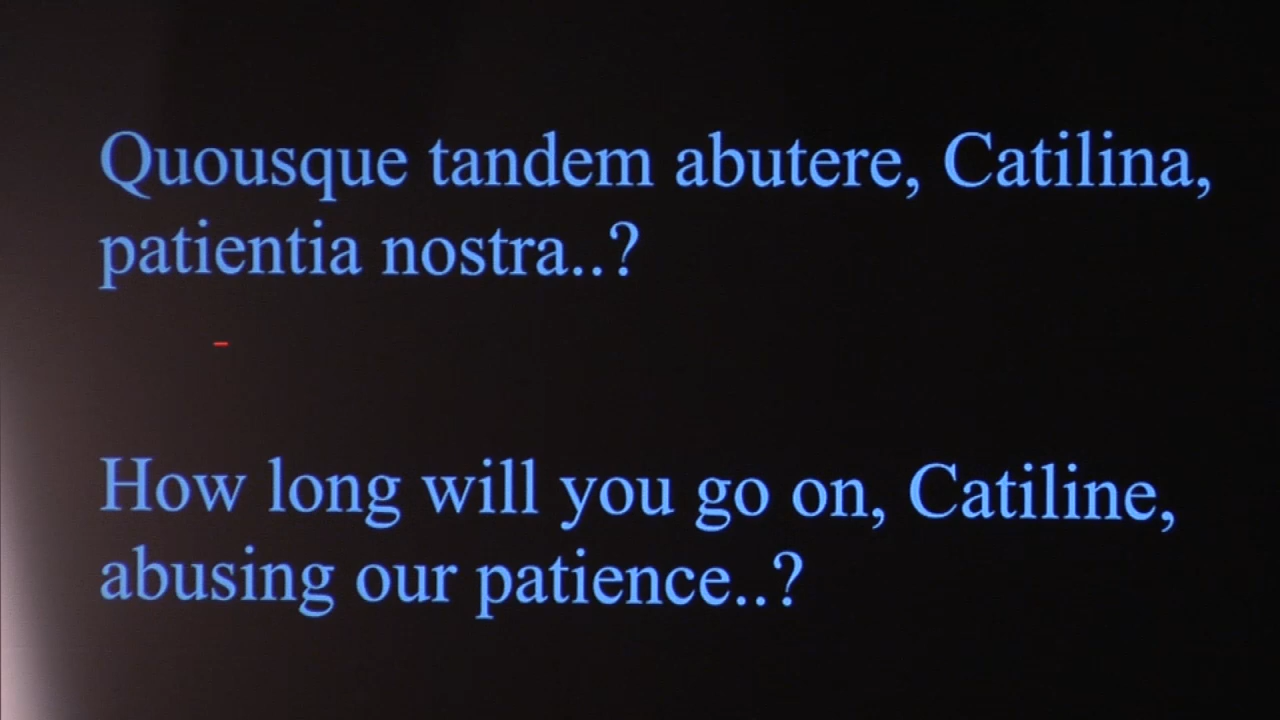 Quousque tandem abutere, Catilina,
patientia nostra..?
How long will you go on, Catiline,
abusing our patience..?